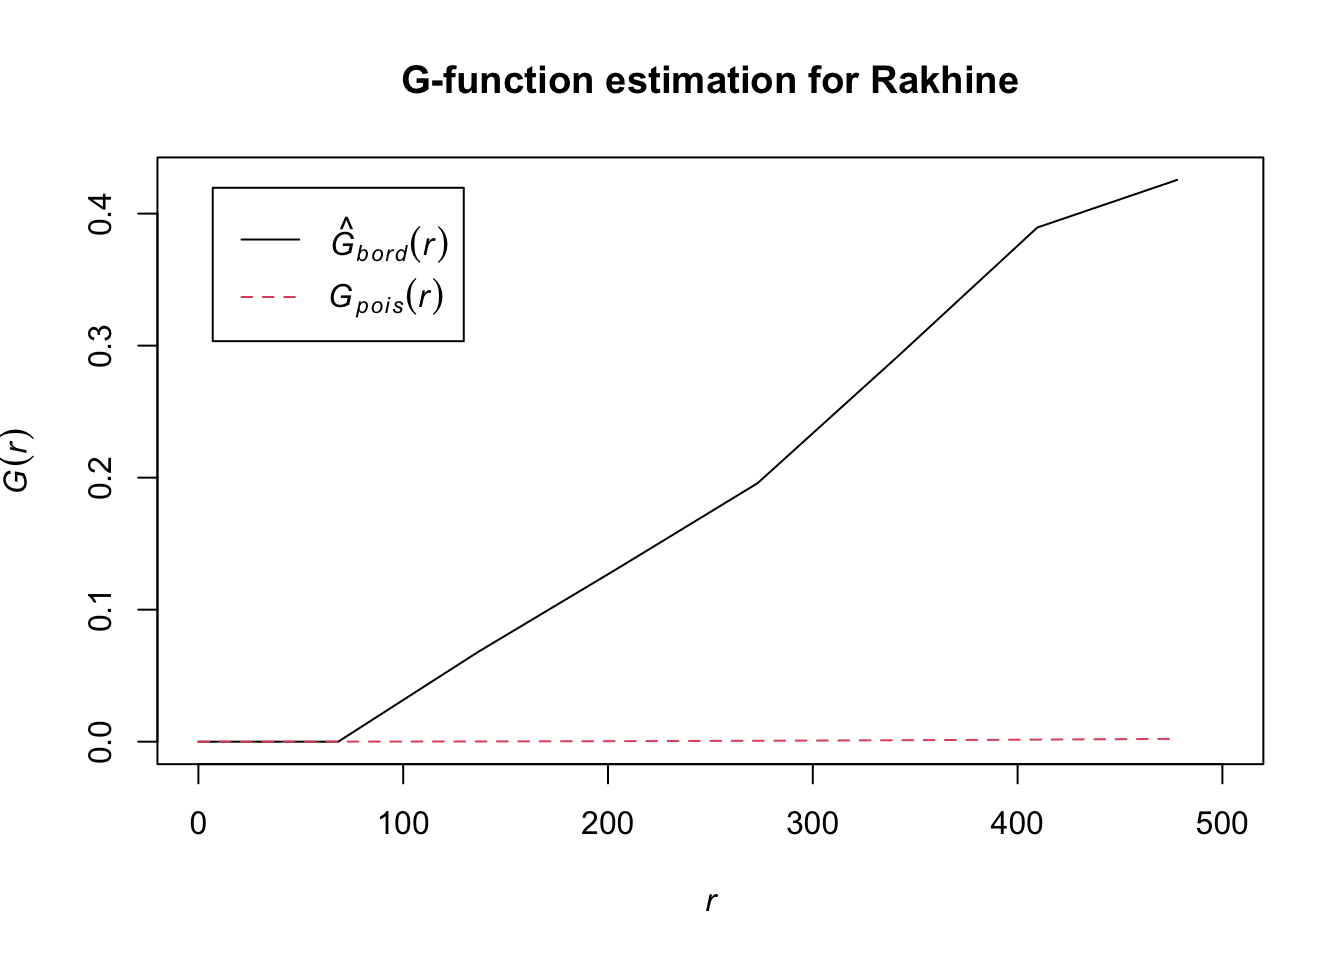 G-function estimation for Rakhine
Ĝbord(r)
Gpois(r)
G(r)
0.4
0.3
0.2
0.1
0.0
0 100 200 300 400 500
r